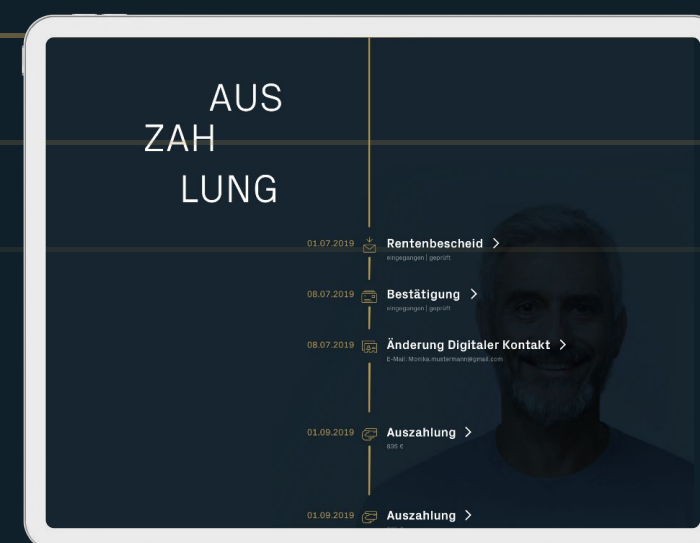 AUS
ZAH
LUNG
01.07.2019 Rentenbescheid
eingegangen | geprüft
08.07.2019 Bestätigung
eingegangen | geprüft
08.07.2019 Änderung Digitaler Kontakt
E-Mail: Monika.mustermann@gmail.com
01.09.2019 Auszahlung
835 €
01.09.2019 Auszahlung